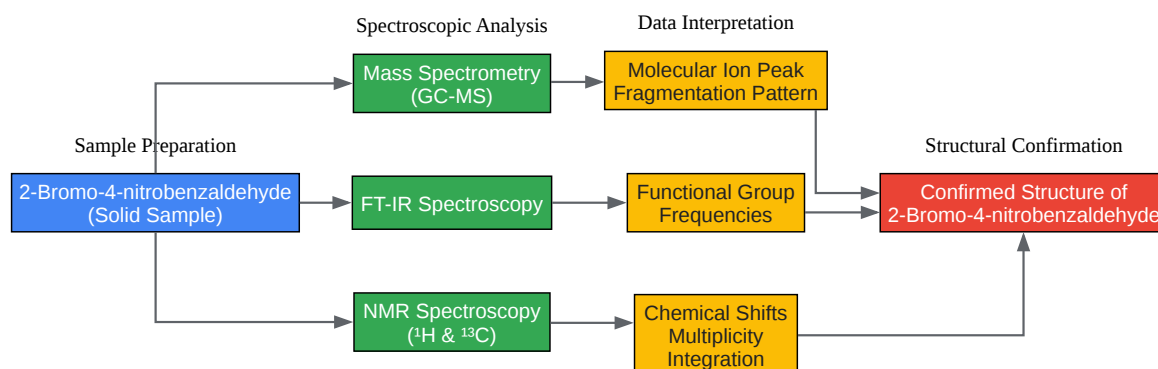 Spectroscopic Analysis
Data Interpretation
Mass Spectrometry
(GC-MS)
Molecular Ion Peak
Fragmentation Pattern
Sample Preparation
Structural Confirmation
2-Bromo-4-nitrobenzaldehyde
(Solid Sample)
FT-IR Spectroscopy
Functional Group
Frequencies
Confirmed Structure of
2-Bromo-4-nitrobenzaldehyde
NMR Spectroscopy
(¹H & ¹³C)
Chemical Shifts
Multiplicity
Integration